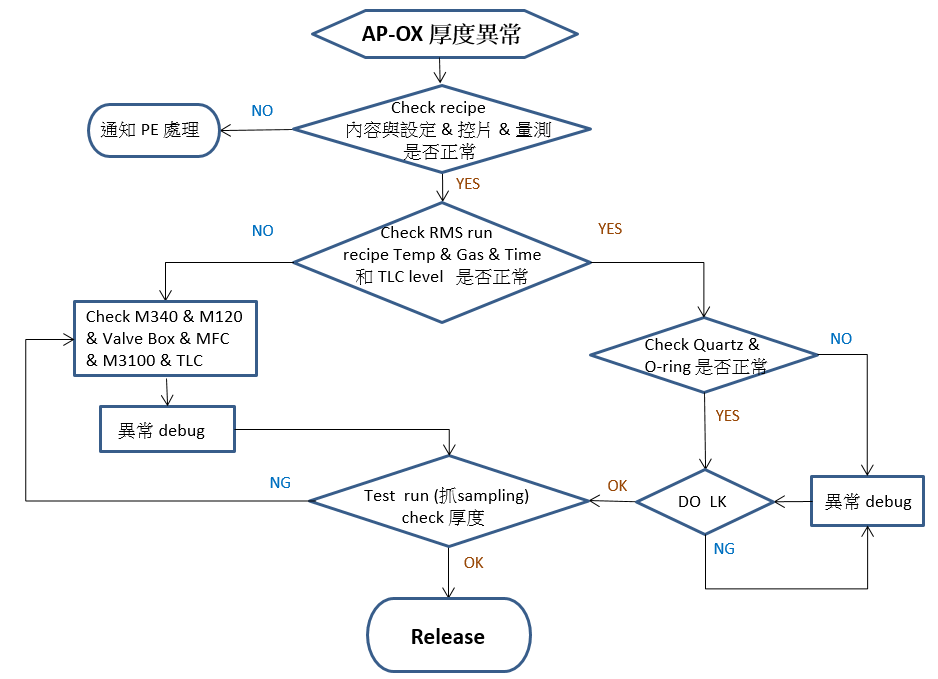 AP-OX 厚度異常
Check recipe
內容與設定 & 控片 & 量測
是否正常
NO
通知 PE 處理
YES
Check RMS run
recipe Temp & Gas & Time
和 TLC level 是否正常
NO
YES
Check M340 & M120
& Valve Box & MFC
& M3100 & TLC
Check Quartz &
O-ring 是否正常
NO
YES
異常 debug
NG
Test run (抓sampling)
check 厚度
OK
DO LK
異常 debug
NG
OK
Release